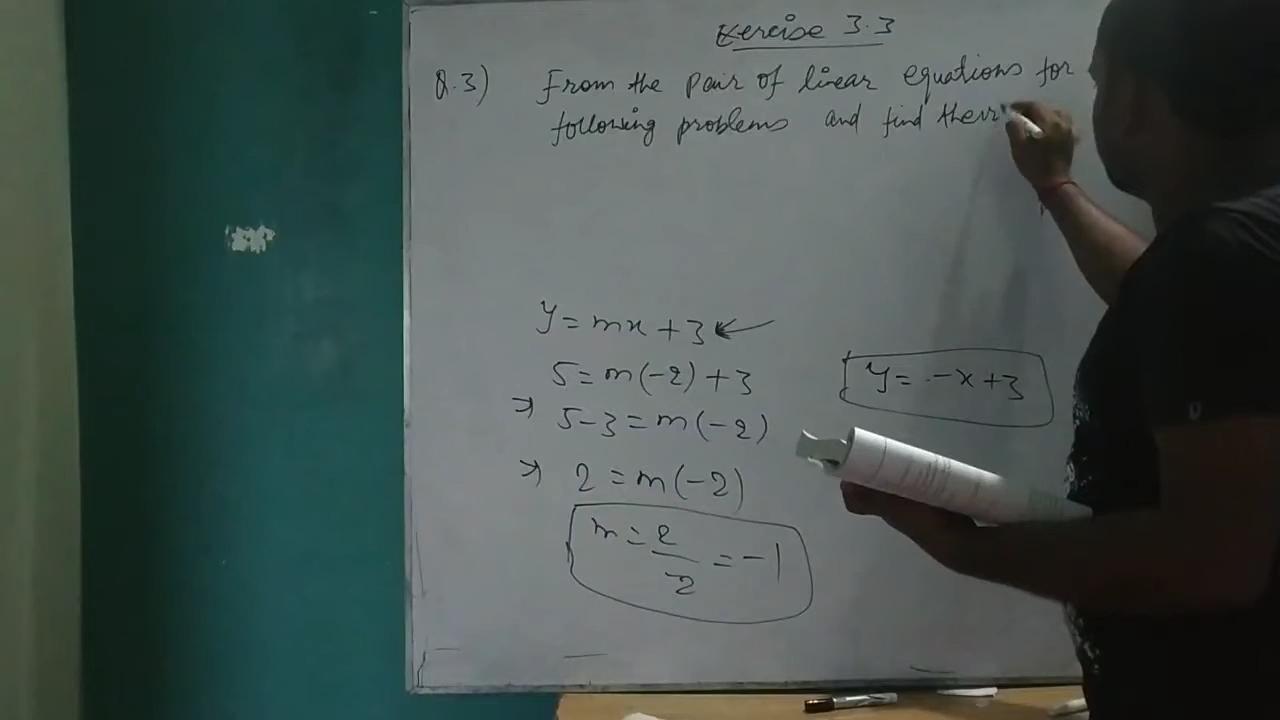 Exercise 3.3
Q.3) From the pair of linear equations for
following problems and find their
y = mx + 3
5 = m(-2) + 3
⇒ 5-3 = m(-2)
⇒ 2 = m(-2)
m = 2/-2 = -1
y = -x + 3